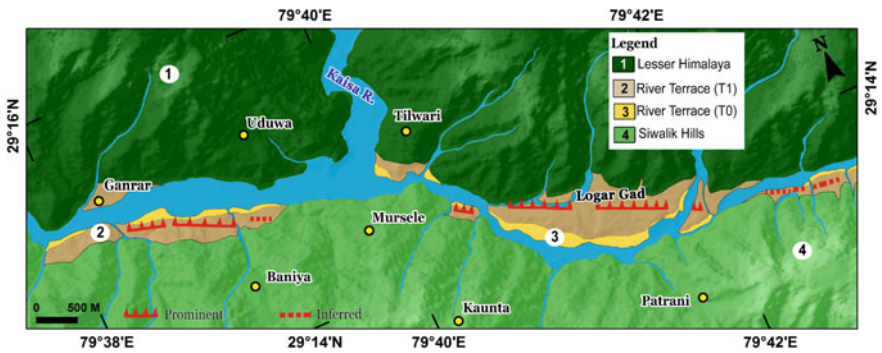 79°40'E
79°42'E
29°16'N
29°14'N
N
Legend
1 Lesser Himalaya
2 River Terrace (T1)
3 River Terrace (T0)
4 Siwalik Hills
1
Kaisa R.
Uduwa
Tilwari
Ganrar
Logar Gad
2
Mursele
3
4
Baniya
Kaunta
Patrani
0 500 M
Prominent
Inferred
79°38'E
29°14'N
79°40'E
79°42'E